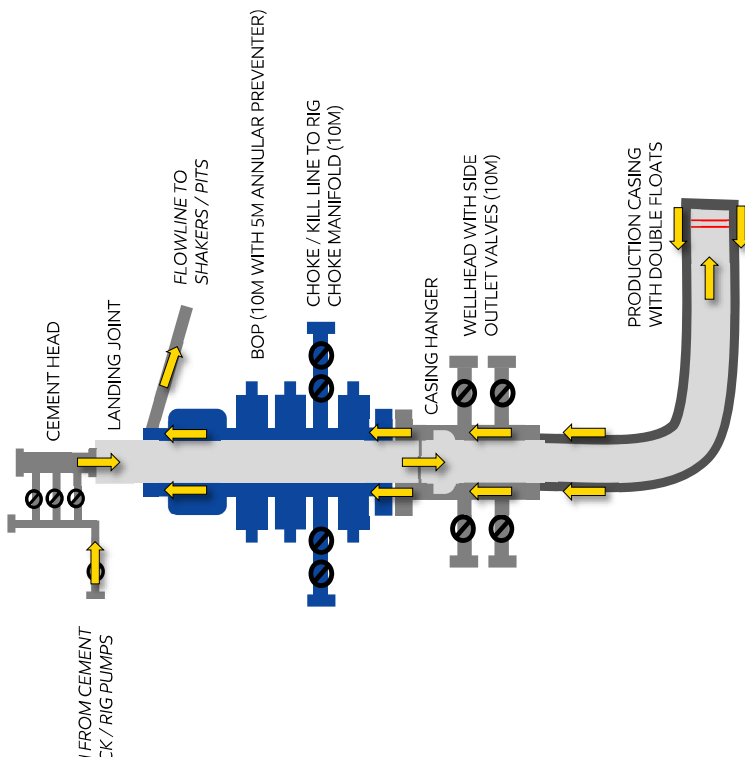 CEMENT HEAD
LANDING JOINT
FLOWLINE TO
SHAKERS / PITS
BOP (10M WITH 5M ANNULAR PREVENTER)
CHOKE / KILL LINE TO RIG
CHOKE MANIFOLD (10M)
CASING HANGER
WELLHEAD WITH SIDE
OUTLET VALVES (10M)
PRODUCTION CASING
WITH DOUBLE FLOATS
FROM CEMENT
/ RIG PUMPS